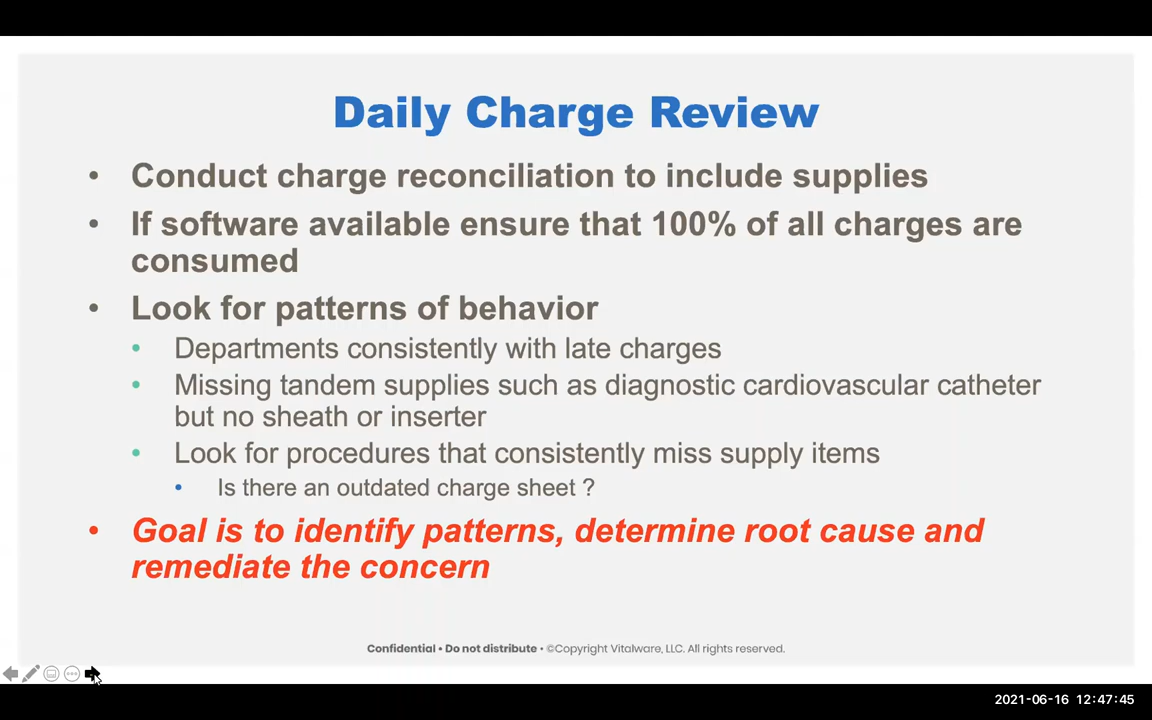 Daily Charge Review
• Conduct charge reconciliation to include supplies
• If software available ensure that 100% of all charges are
consumed
• Look for patterns of behavior
• Departments consistently with late charges
• Missing tandem supplies such as diagnostic cardiovascular catheter
but no sheath or inserter
• Look for procedures that consistently miss supply items
• Is there an outdated charge sheet ?
• Goal is to identify patterns, determine root cause and
remediate the concern
Confidential • Do not distribute • ©Copyright Vitalware, LLC. All rights reserved.
2021-06-16 12:47:45